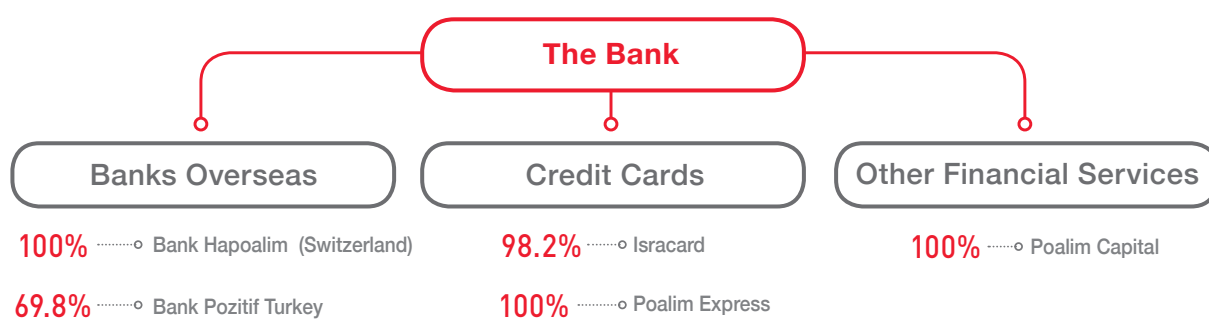 The Bank
Banks Overseas
100% Bank Hapoalim (Switzerland)
69.8% Bank Pozitif Turkey
Credit Cards
98.2% Isracard
100% Poalim Express
Other Financial Services
100% Poalim Capital